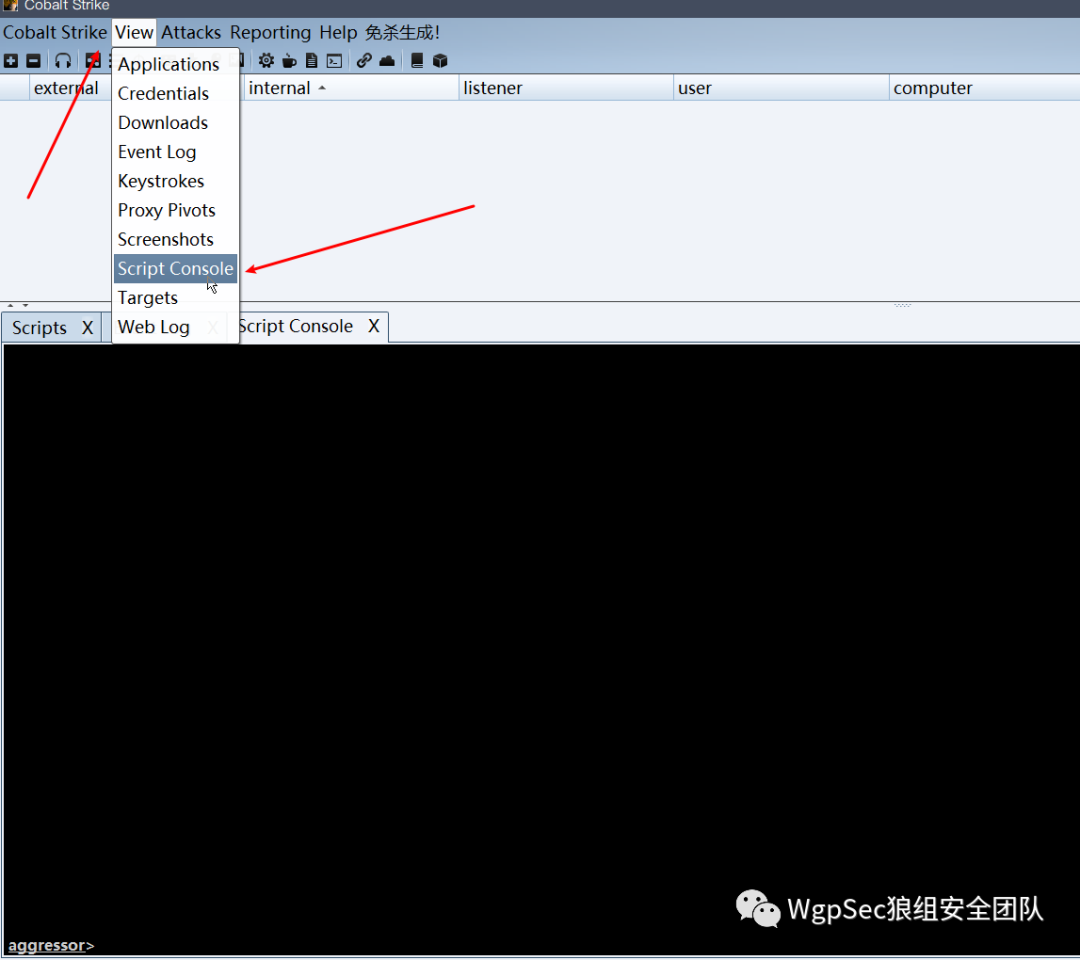 Cobalt Strike
Cobalt Strike View Attacks Reporting Help 免杀生成!
external internal listener user computer
Applications
Credentials
Downloads
Event Log
Keystrokes
Proxy Pivots
Screenshots
Script Console
Targets
Web Log
Scripts X X Script Console X
WgpSec狼组安全团队
aggressor>